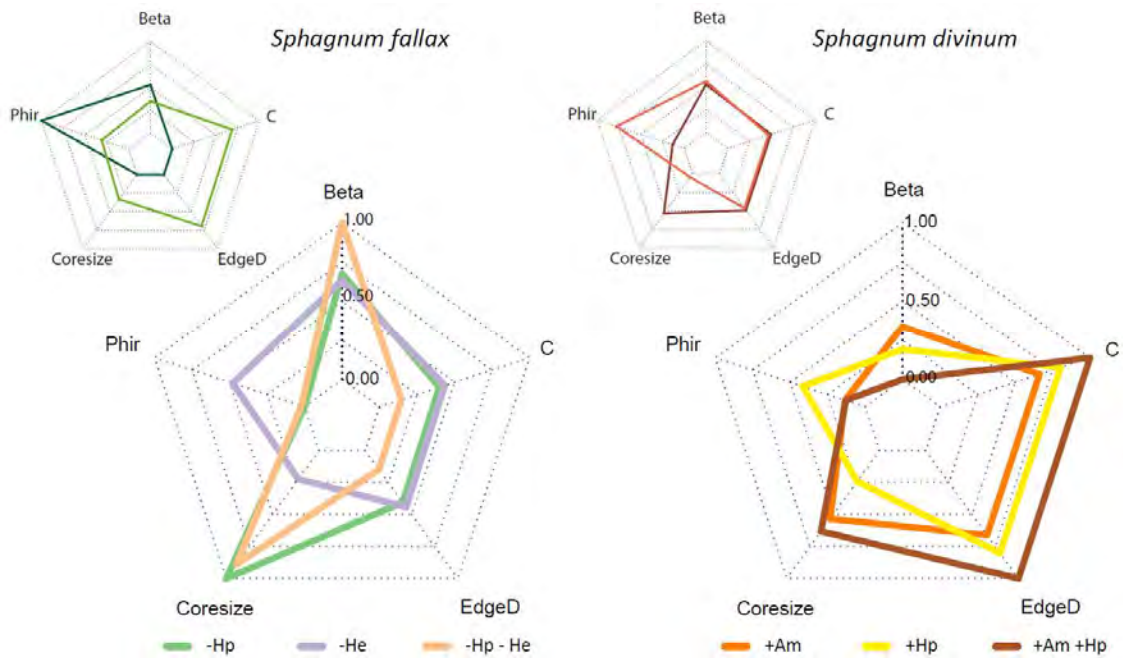 Sphagnum fallax
Beta
C
EdgeD
Coresize
Phir
Sphagnum divinum
Beta
C
EdgeD
Coresize
Phir
Beta
1.00
0.50
0.00
C
EdgeD
Coresize
Phir
-Hp -He -Hp - He
Beta
1.00
0.50
0.00
C
EdgeD
Coresize
Phir
+Am +Hp +Am +Hp